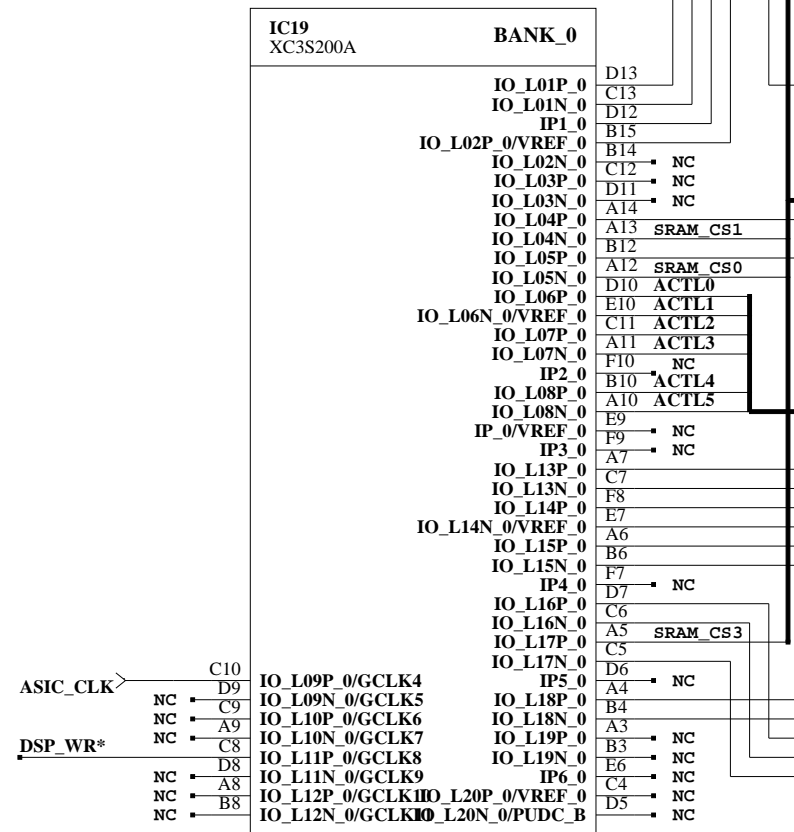 IC19
XC3S200A
BANK_0
IO_L01P_0 D13
IO_L01N_0 C13
IP1_0 D12
IO_L02P_0/VREF_0 B15
IO_L02N_0 B14 NC
IO_L03P_0 C12 NC
IO_L03N_0 D11 NC
IO_L04P_0 A14
IO_L04N_0 A13 SRAM_CS1
IO_L05P_0 B12
IO_L05N_0 A12 SRAM_CS0
IO_L06P_0 D10 ACTL0
IO_L06N_0/VREF_0 E10 ACTL1
IO_L07P_0 C11 ACTL2
IO_L07N_0 A11 ACTL3
IP2_0 F10 NC
IO_L08P_0 B10 ACTL4
IO_L08N_0 A10 ACTL5
IP_0/VREF_0 E9 NC
IP3_0 F9 NC
IO_L13P_0 A7
IO_L13N_0 C7
IO_L14P_0 F8
IO_L14N_0/VREF_0 E7
IO_L15P_0 A6
IO_L15N_0 B6
IP4_0 F7 NC
IO_L16P_0 D7
IO_L16N_0 C6
IO_L17P_0 A5 SRAM_CS3
IO_L17N_0 C5
ASIC_CLK C10 IO_L09P_0/GCLK4 IP5_0 D6 NC
NC D9 IO_L09N_0/GCLK5 IO_L18P_0 A4
NC C9 IO_L10P_0/GCLK6 IO_L18N_0 B4
NC A9 IO_L10N_0/GCLK7 IO_L19P_0 A3 NC
DSP_WR* C8 IO_L11P_0/GCLK8 IO_L19N_0 B3 NC
NC D8 IO_L11N_0/GCLK9 IP6_0 E6 NC
NC A8 IO_L12P_0/GCLK10 IO_L20P_0/VREF_0 C4 NC
NC B8 IO_L12N_0/GCLK11 IO_L20N_0/PUDC_B D5 NC